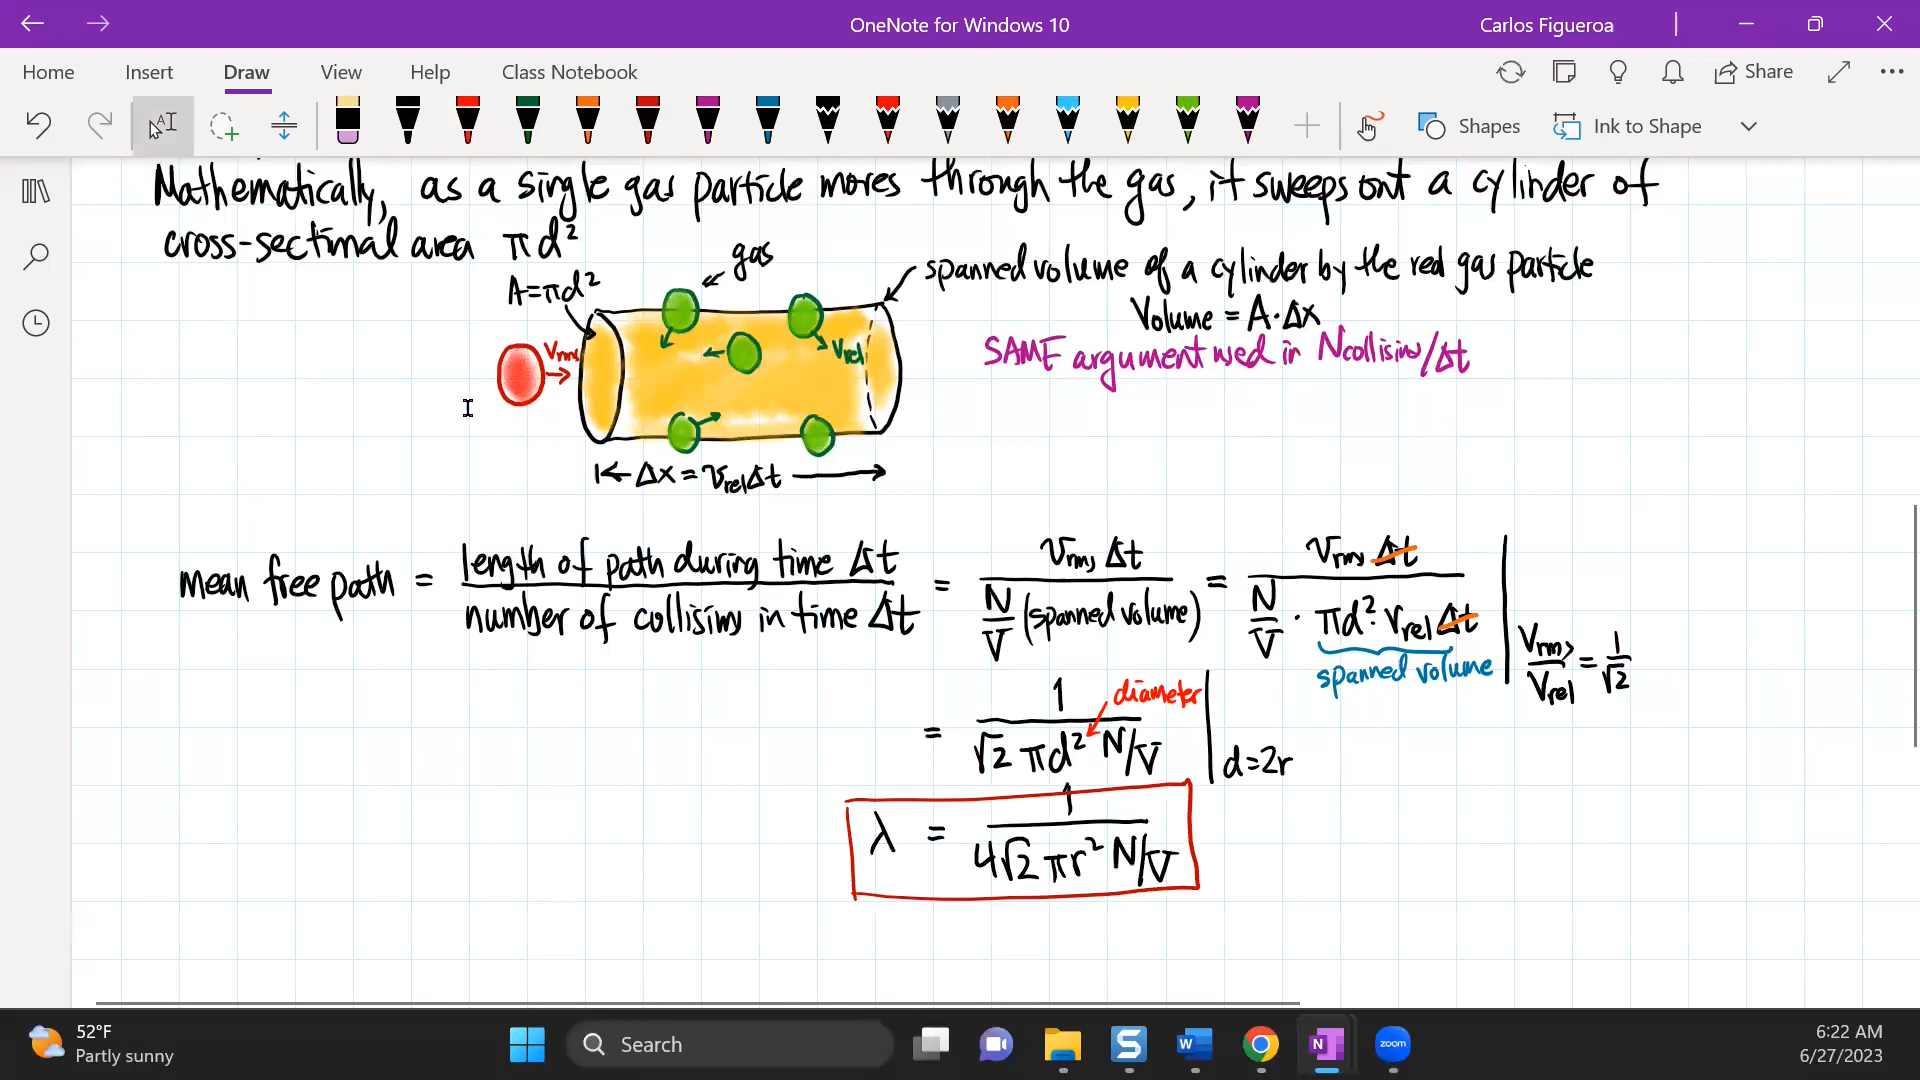 OneNote for Windows 10
Carlos Figueroa
Home Insert Draw View Help Class Notebook Share
Shapes Ink to Shape
Mathematically, as a single gas particle moves through the gas, it sweeps out a cylinder of
cross-sectional area πd²
gas
A=πd²
spanned volume of a cylinder by the red gas particle
Volume = A·Δx
SAME argument used in Ncollisions/Δt
Vrms
Vrel
Δx = VrelΔt
mean free path = length of path during time Δt / number of collisions in time Δt = Vrms Δt / N/V (spanned volume) = Vrms Δt / N/V · πd² · Vrel Δt
spanned volume
Vrms/Vrel = 1/√2
= 1 / √2 πd² N/V
diameter
d=2r
λ = 1 / 4√2 πr² N/V
52°F
Partly sunny
Search
zoom
6:22 AM
6/27/2023